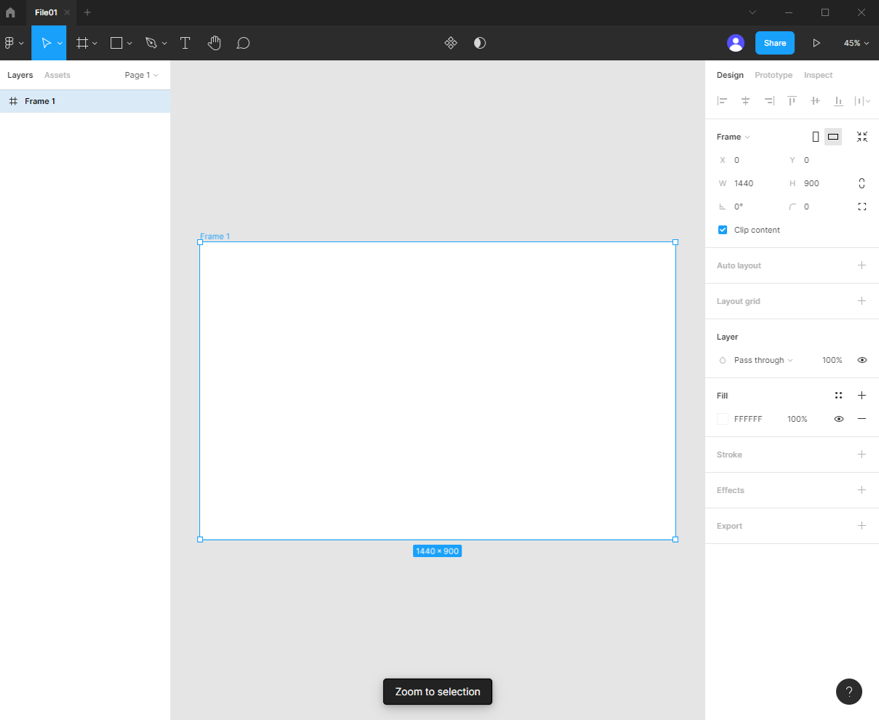 File01
Share
45%
Layers
Assets
Page 1
Frame 1
Frame 1
1440 × 900
Zoom to selection
Design
Prototype
Inspect
Frame
X 0
Y 0
W 1440
H 900
0°
0
Clip content
Auto layout
Layout grid
Layer
Pass through
100%
Fill
FFFFFF
100%
Stroke
Effects
Export
?